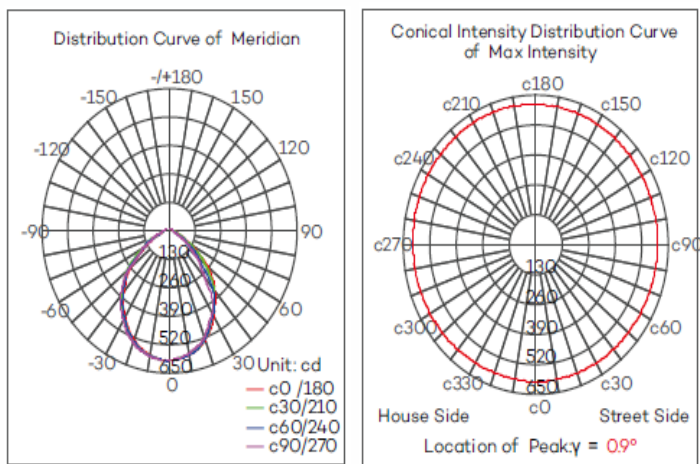 Distribution Curve of Meridian
-/+180
-150
150
-120
120
-90
90
-60
60
-30
30
0
130
240
390
520
650
Unit: cd
c0 /180
c30/210
c60/240
c90/270
Conical Intensity Distribution Curve
of Max Intensity
c180
c210
c150
c240
c120
c270
c90
c300
c60
c330
c30
c0
130
240
390
520
650
House Side
Street Side
Location of Peak:γ = 0.9°